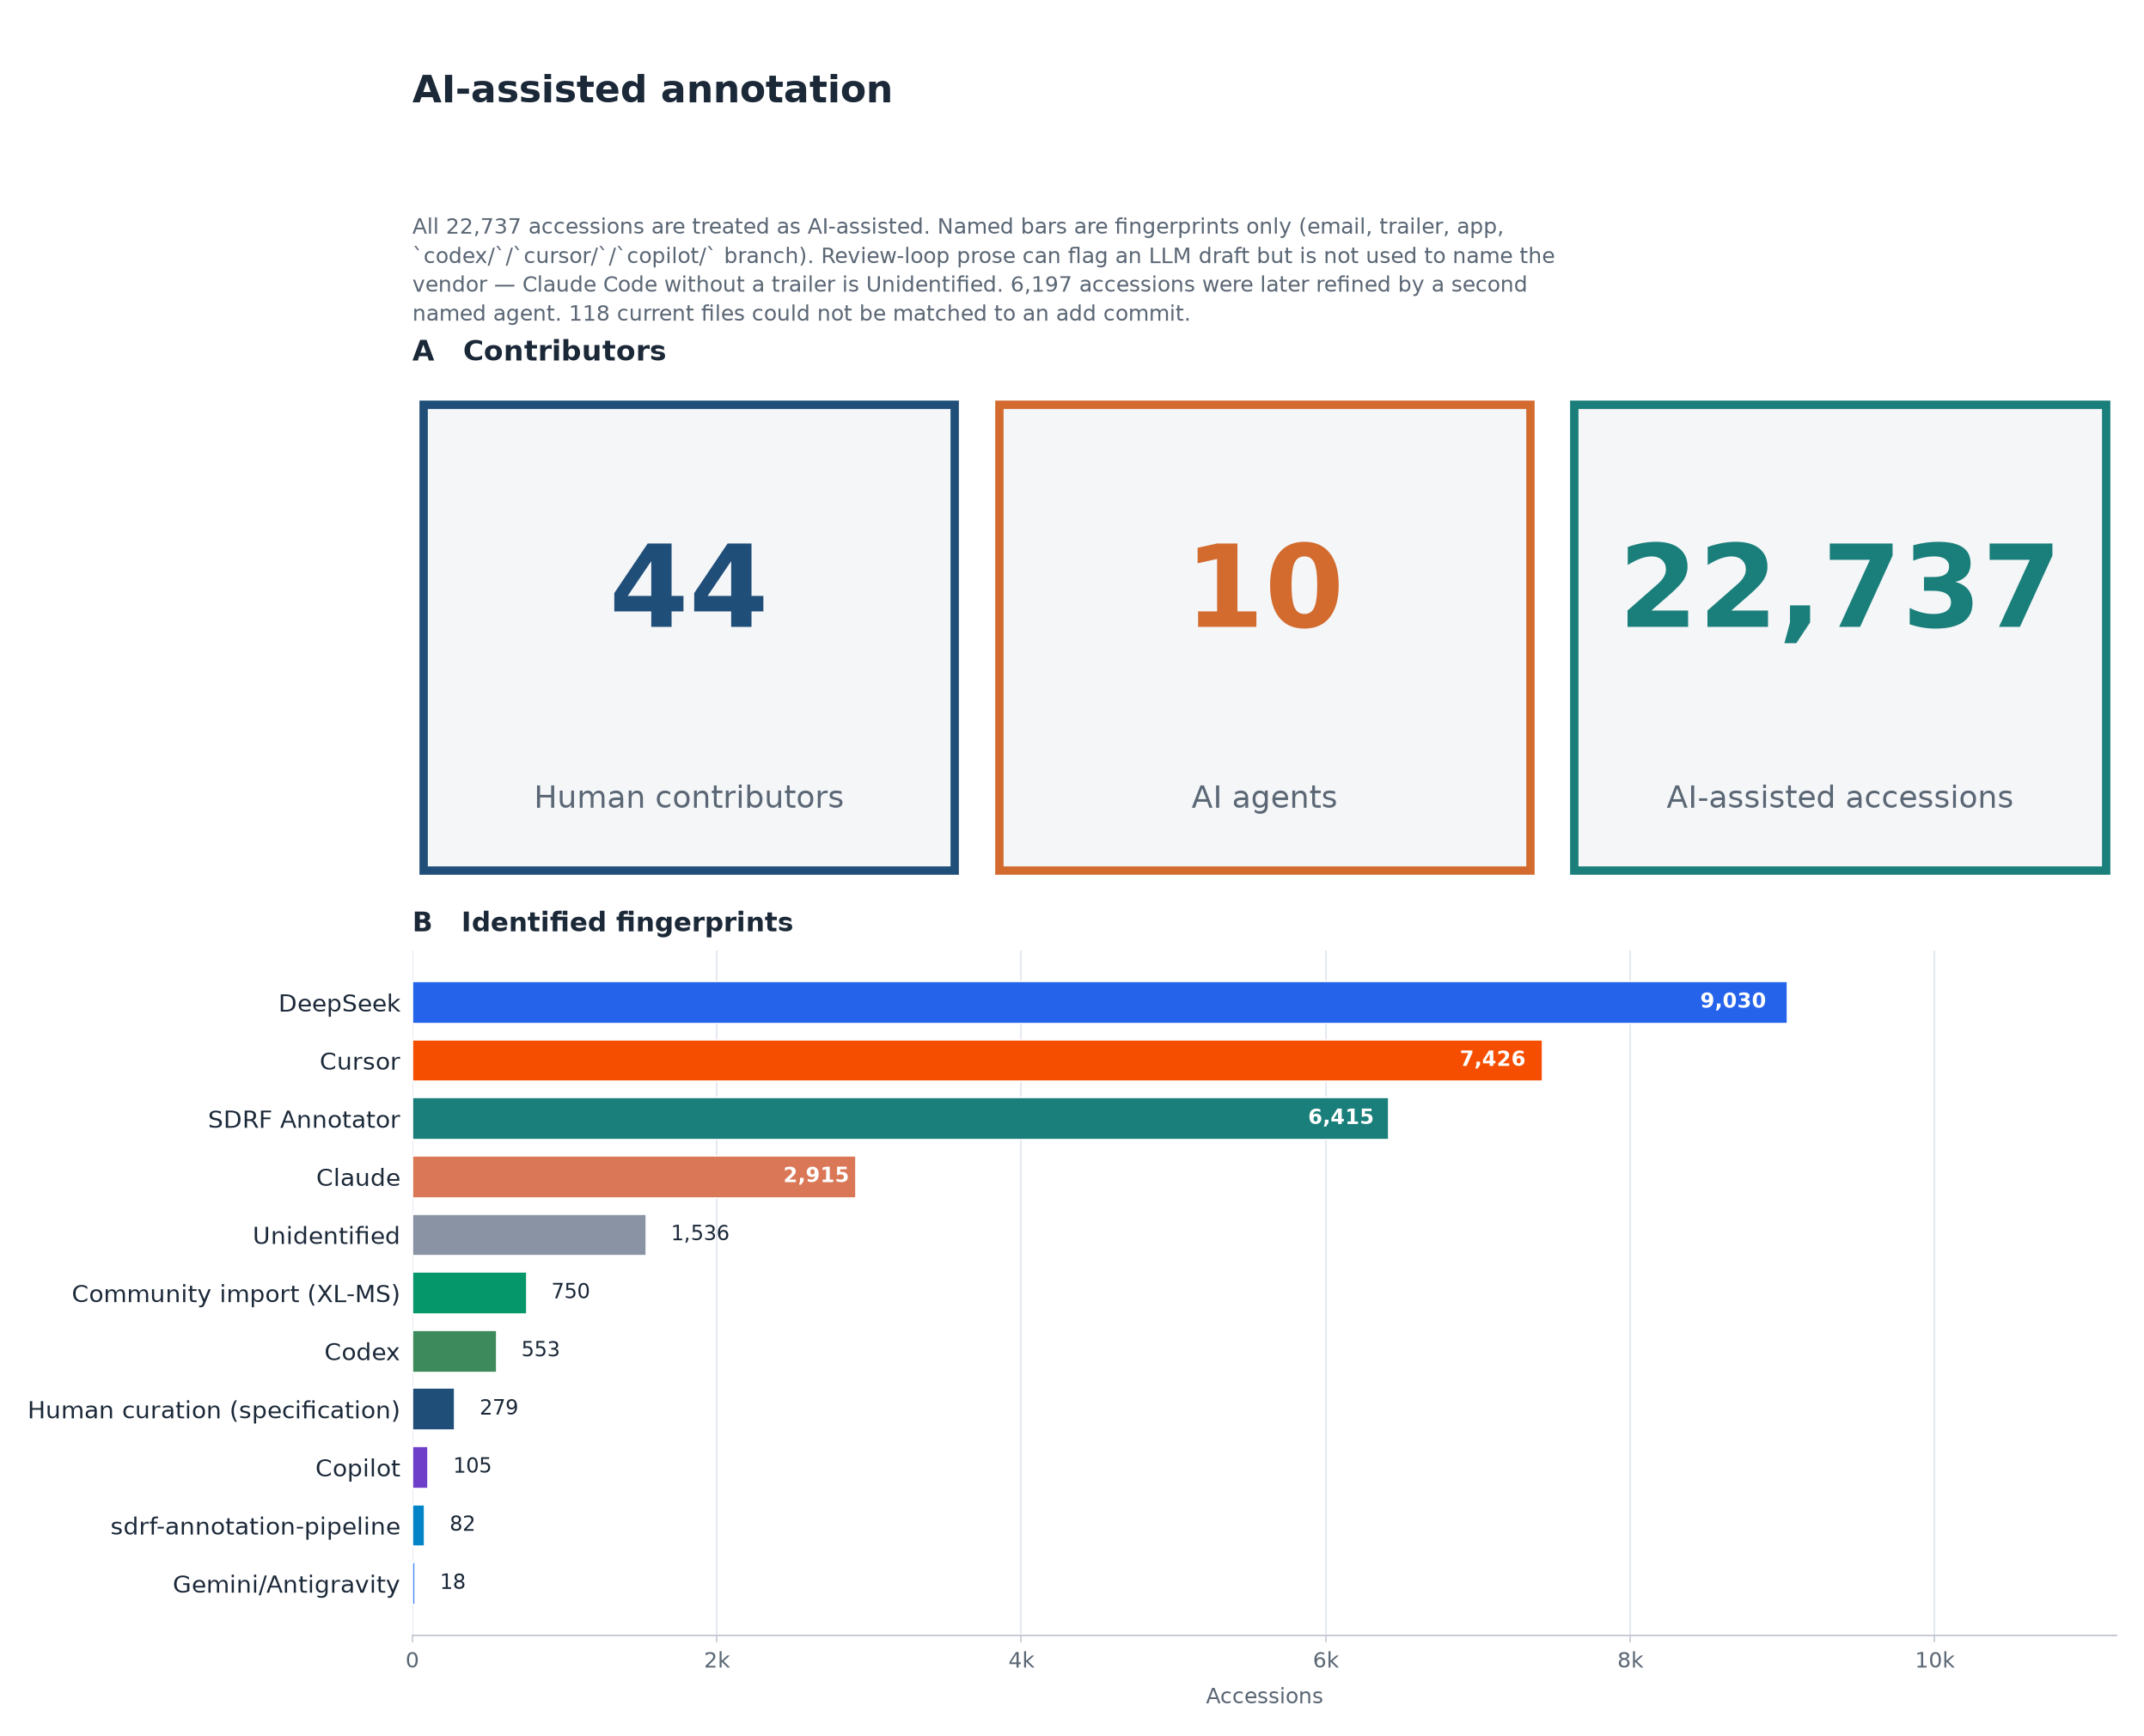 AI-assisted annotation
All 22,737 accessions are treated as AI-assisted. Named bars are fingerprints only (email, trailer, app,
`codex/`/`cursor/`/`copilot/` branch). Review-loop prose can flag an LLM draft but is not used to name the
vendor — Claude Code without a trailer is Unidentified. 6,197 accessions were later refined by a second
named agent. 118 current files could not be matched to an add commit.
A Contributors
44 10 22,737
Human contributors AI agents AI-assisted accessions
B Identified fingerprints
DeepSeek 9,030
Cursor 7,426
SDRF Annotator 6,415
Claude 2,915
Unidentified 1,536
Community import (XL-MS) 750
Codex 553
Human curation (specification) 279
Copilot 105
sdrf-annotation-pipeline 82
Gemini/Antigravity 18
0 2k 4k 6k 8k 10k
Accessions